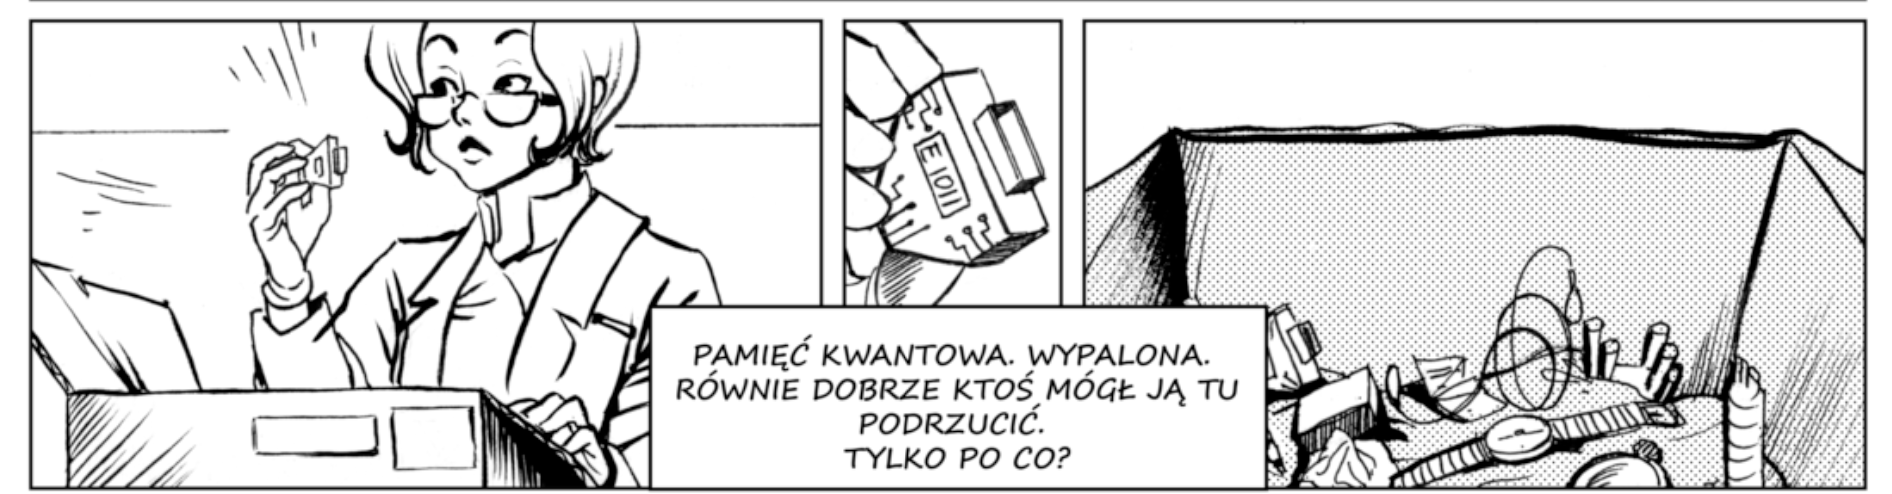 E 1011
PAMIĘĆ KWANTOWA. WYPALONA.
RÓWNIE DOBRZE KTOŚ MÓGŁ JĄ TU
PODRZUCIĆ.
TYLKO PO CO?